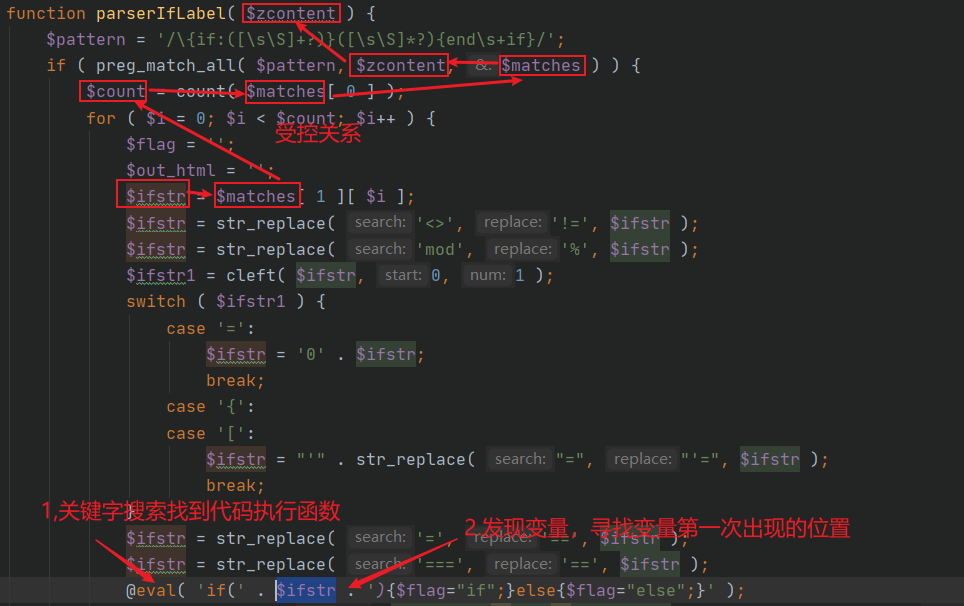 function parserIfLabel( $zcontent ) {
$pattern = '/\{if:([\s\S]+?)}([\s\S]*?){end\s+if}/';
if ( preg_match_all( $pattern, $zcontent, &: $matches ) ) {
$count = count( $matches[ 0 ] );
for ( $i = 0; $i < $count; $i++ ) {
受控关系
$flag = '';
$out_html = '';
$ifstr = $matches[ 1 ][ $i ];
$ifstr = str_replace( search: '<>', replace: '!=', $ifstr );
$ifstr = str_replace( search: 'mod', replace: '%', $ifstr );
$ifstr1 = cleft( $ifstr, start: 0, num: 1 );
switch ( $ifstr1 ) {
case '=':
$ifstr = '0' . $ifstr;
break;
case '{':
case '[':
$ifstr = "'" . str_replace( search: "=", replace: "'=", $ifstr );
break;
}
1,关键字搜索找到代码执行函数
2.发现变量，寻找变量第一次出现的位置
$ifstr = str_replace( search: '=', replace: '==', $ifstr );
$ifstr = str_replace( search: '===', replace: '==', $ifstr );
@eval( 'if(' . $ifstr . '){$flag="if";}else{$flag="else";}' );